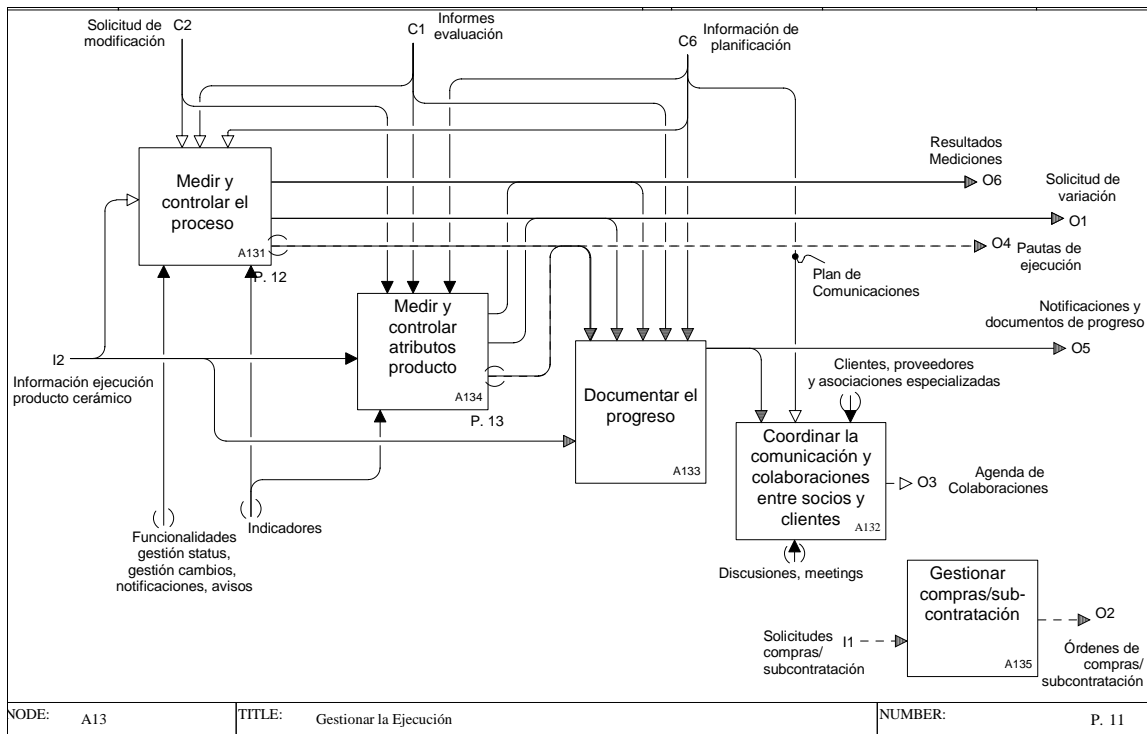 Solicitud de
modificación
C2
C1
Informes
evaluación
C6
Información de
planificación
Resultados
Mediciones
O6
Solicitud de
variación
O1
O4
Pautas de
ejecución
Medir y
controlar el
proceso
A131
P. 12
Plan de
Comunicaciones
Medir y
controlar
atributos
producto
A134
P. 13
Notificaciones y
documentos de progreso
O5
I2
Información ejecución
producto cerámico
Clientes, proveedores
y asociaciones especializadas
Documentar el
progreso
A133
Coordinar la
comunicación y
colaboraciones
entre socios y
clientes
A132
O3
Agenda de
Colaboraciones
Indicadores
Funcionalidades
gestión status,
gestión cambios,
notificaciones, avisos
Discusiones, meetings
Gestionar
compras/sub-
contratación
A135
Solicitudes
compras/
subcontratación
I1
O2
Órdenes de
compras/
subcontratación
NODE: A13
TITLE: Gestionar la Ejecución
NUMBER: P. 11